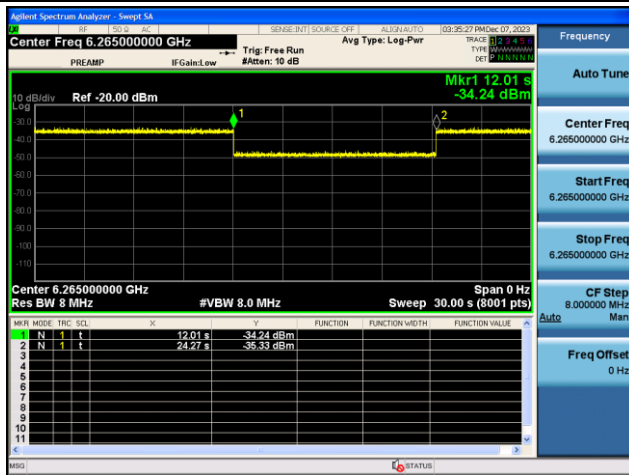 Agilent Spectrum Analyzer - Swept SA
RF 50 Ω AC SENSE:INT SOURCE OFF ALIGNAUTO 03:35:27 PM Dec 07, 2023
Center Freq 6.265000000 GHz
PREAMP IFGain:Low
Trig: Free Run
#Atten: 10 dB
Avg Type: Log-Pwr
TRACE 1 2 3 4 5 6
TYPE
DET P N N N N N
Mkr1 12.01 s
-34.24 dBm
10 dB/div Ref -20.00 dBm
Log
1
2
-30.0
-40.0
-50.0
-60.0
-70.0
-80.0
-90.0
-100
-110
Center 6.265000000 GHz Span 0 Hz
Res BW 8 MHz #VBW 8.0 MHz Sweep 30.00 s (8001 pts)
MKR MODE TRC SCL X Y FUNCTION FUNCTION WIDTH FUNCTION VALUE
1 N 1 t 12.01 s -34.24 dBm
2 N 1 t 24.27 s -35.33 dBm
3
4
5
6
7
8
9
10
11
MSG STATUS
Frequency
Auto Tune
Center Freq
6.265000000 GHz
Start Freq
6.265000000 GHz
Stop Freq
6.265000000 GHz
CF Step
8.000000 MHz
Auto Man
Freq Offset
0 Hz